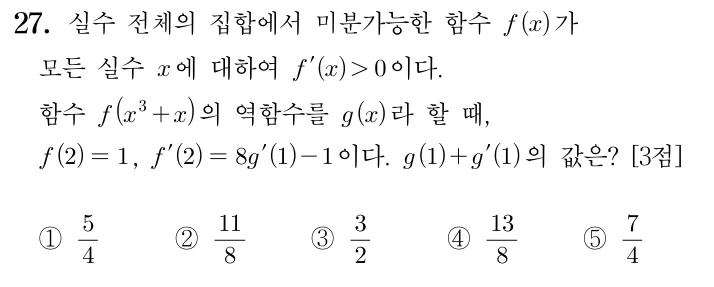 27. 실수 전체의 집합에서 미분가능한 함수 f(x)가
모든 실수 x에 대하여 f′(x)>0이다.
함수 f(x³+x)의 역함수를 g(x)라 할 때,
f(2)=1, f′(2)=8g′(1)−1이다. g(1)+g′(1)의 값은? [3점]
① 5/4 ② 11/8 ③ 3/2 ④ 13/8 ⑤ 7/4